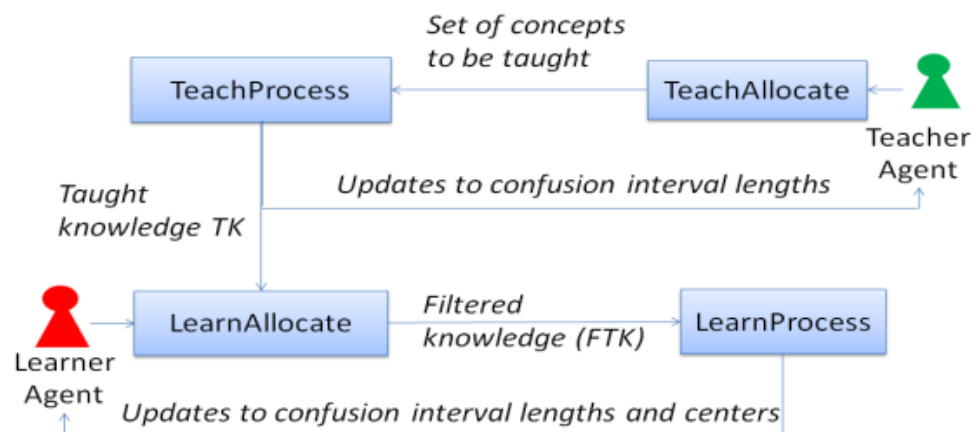 Set of concepts
to be taught
TeachProcess
TeachAllocate
Teacher
Agent
Taught
knowledge TK
Updates to confusion interval lengths
LearnAllocate
Filtered
knowledge (FTK)
LearnProcess
Learner
Agent
Updates to confusion interval lengths and centers